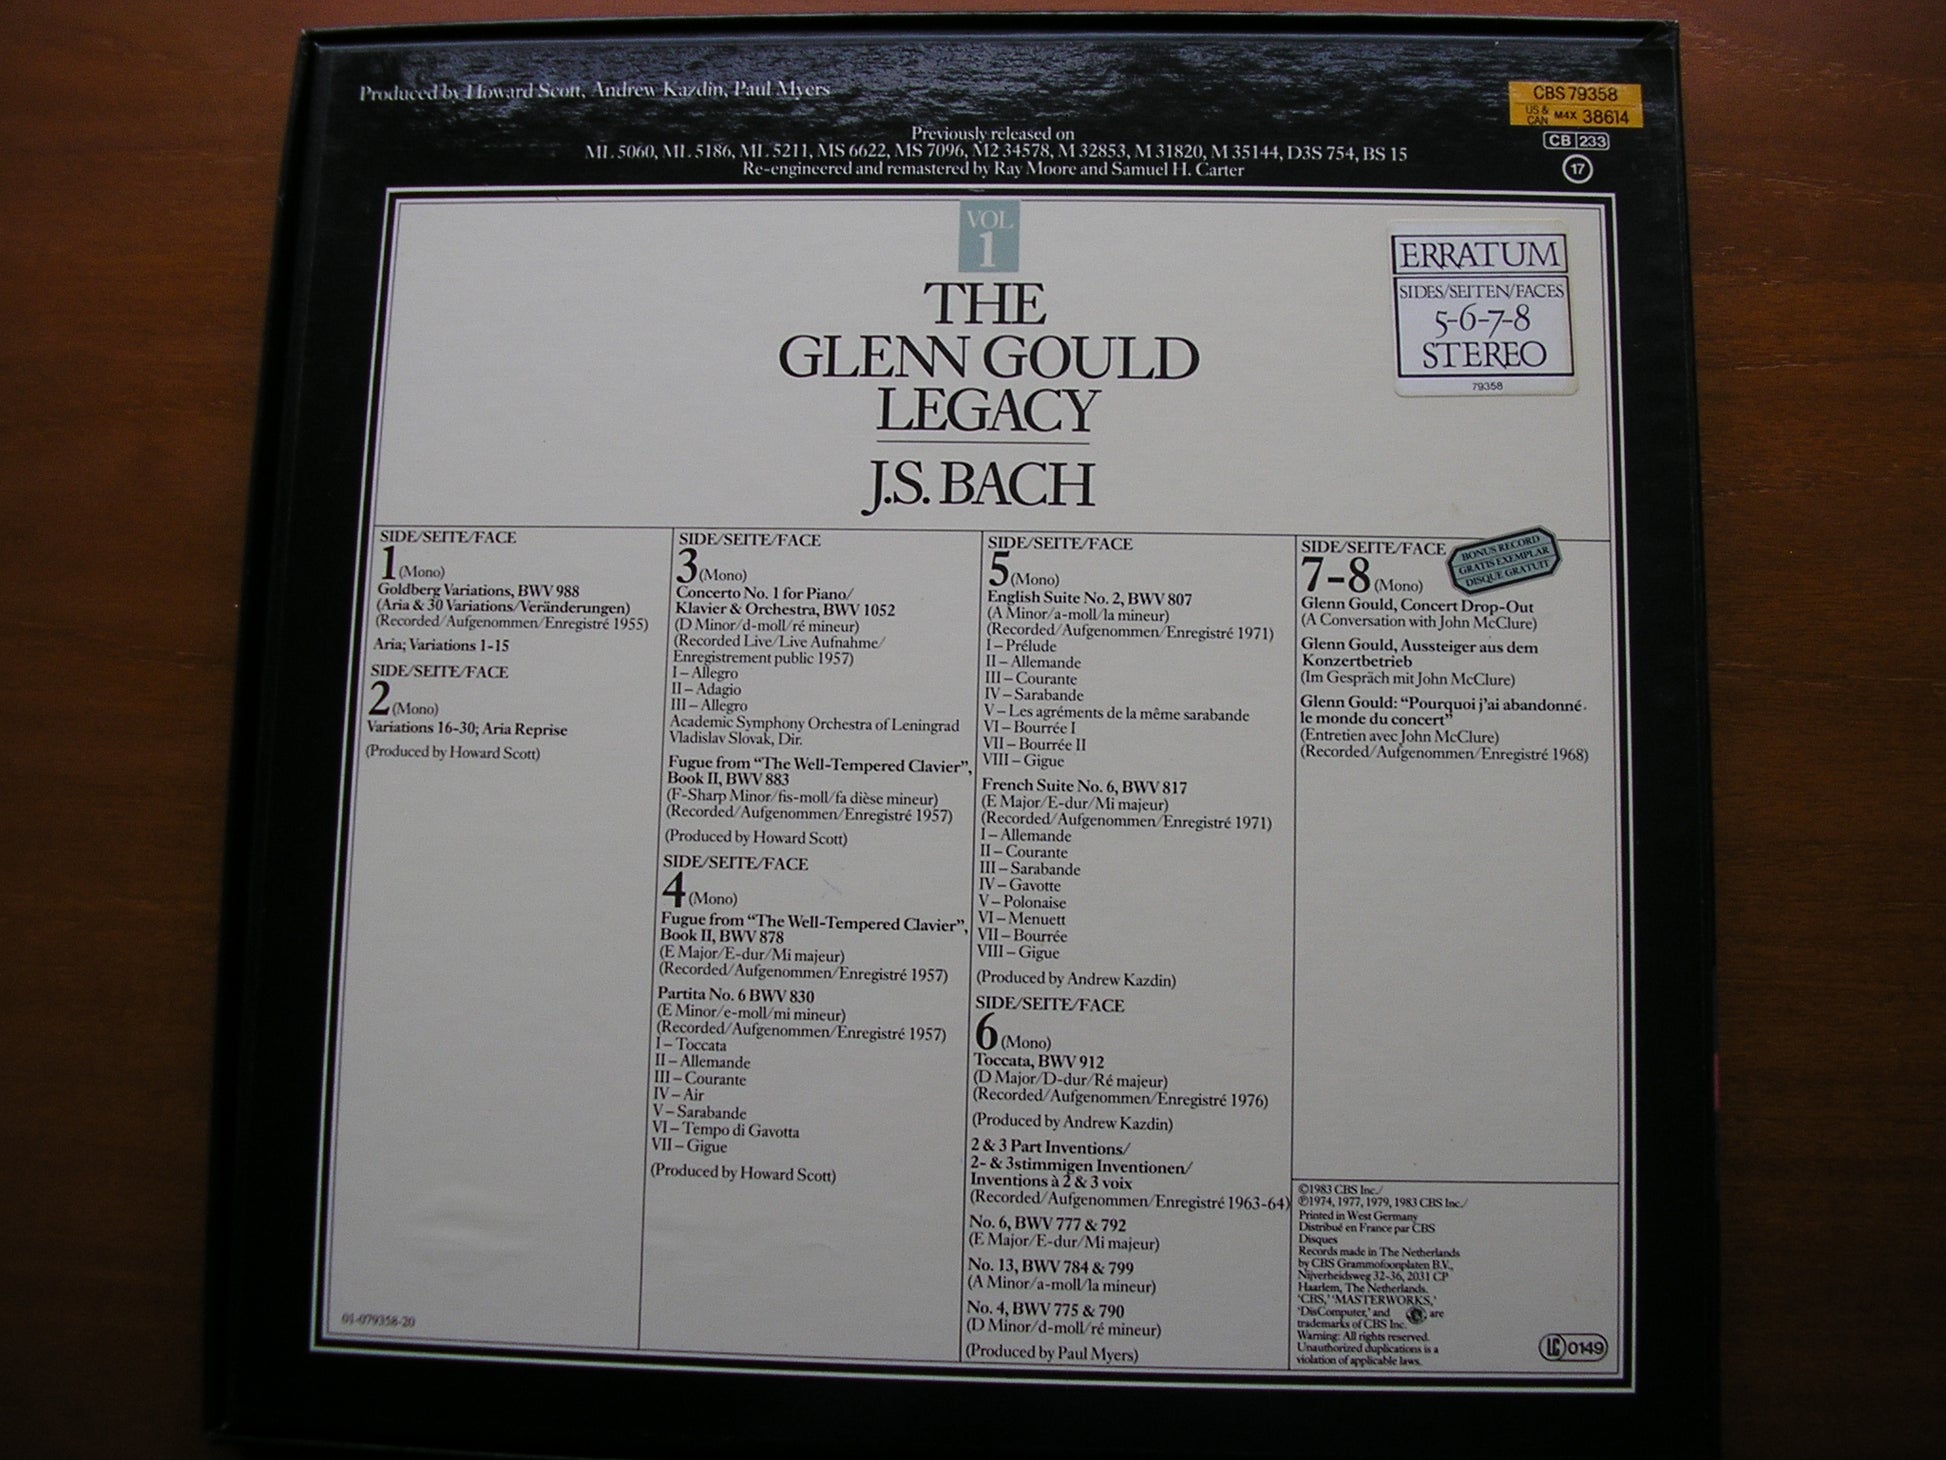 Produced by Howard Scott, Andrew Kazdin, Paul Myers
CBS 79358
US & CAN M4X 38614
CB 233
17
Previously released on
ML 5060, ML 5186, ML 5211, MS 6622, MS 7096, M2 34578, M 32853, M 31820, M 35144, D3S 754, BS 15
Re-engineered and remastered by Ray Moore and Samuel H. Carter
VOL
1
THE
GLENN GOULD
LEGACY
J.S. BACH
ERRATUM
SIDES/SEITEN/FACES
5-6-7-8
STEREO
79358
SIDE/SEITE/FACE
1 (Mono)
Goldberg Variations, BWV 988
(Aria & 30 Variations/Veränderungen)
(Recorded/Aufgenommen/Enregistré 1955)
Aria; Variations 1-15
SIDE/SEITE/FACE
2 (Mono)
Variations 16-30; Aria Reprise
(Produced by Howard Scott)
01-079358-20
SIDE/SEITE/FACE
3 (Mono)
Concerto No. 1 for Piano/
Klavier & Orchestra, BWV 1052
(D Minor/d-moll/ré mineur)
(Recorded Live/Live Aufnahme/
Enregistrement public 1957)
I – Allegro
II – Adagio
III – Allegro
Academic Symphony Orchestra of Leningrad
Vladislav Slovak, Dir.
Fugue from “The Well-Tempered Clavier”,
Book II, BWV 883
(F-Sharp Minor/fis-moll/fa dièse mineur)
(Recorded/Aufgenommen/Enregistré 1957)
(Produced by Howard Scott)
SIDE/SEITE/FACE
4 (Mono)
Fugue from “The Well-Tempered Clavier”,
Book II, BWV 878
(E Major/E-dur/Mi majeur)
(Recorded/Aufgenommen/Enregistré 1957)
Partita No. 6 BWV 830
(E Minor/e-moll/mi mineur)
(Recorded/Aufgenommen/Enregistré 1957)
I – Toccata
II – Allemande
III – Courante
IV – Air
V – Sarabande
VI – Tempo di Gavotta
VII – Gigue
(Produced by Howard Scott)
SIDE/SEITE/FACE
5 (Mono)
English Suite No. 2, BWV 807
(A Minor/a-moll/la mineur)
(Recorded/Aufgenommen/Enregistré 1971)
I – Prélude
II – Allemande
III – Courante
IV – Sarabande
V – Les agréments de la même sarabande
VI – Bourrée I
VII – Bourrée II
VIII – Gigue
French Suite No. 6, BWV 817
(E Major/E-dur/Mi majeur)
(Recorded/Aufgenommen/Enregistré 1971)
I – Allemande
II – Courante
III – Sarabande
IV – Gavotte
V – Polonaise
VI – Menuett
VII – Bourrée
VIII – Gigue
(Produced by Andrew Kazdin)
SIDE/SEITE/FACE
6 (Mono)
Toccata, BWV 912
(D Major/D-dur/Ré majeur)
(Recorded/Aufgenommen/Enregistré 1976)
(Produced by Andrew Kazdin)
2 & 3 Part Inventions/
2- & 3stimmigen Inventionen/
Inventions à 2 & 3 voix
(Recorded/Aufgenommen/Enregistré 1963-64)
No. 6, BWV 777 & 792
(E Major/E-dur/Mi majeur)
No. 13, BWV 784 & 799
(A Minor/a-moll/la mineur)
No. 4, BWV 775 & 790
(D Minor/d-moll/ré mineur)
(Produced by Paul Myers)
SIDE/SEITE/FACE
7-8 (Mono)
BONUS RECORD
GRATIS EXEMPLAR
DISQUE GRATUIT
Glenn Gould, Concert Drop-Out
(A Conversation with John McClure)
Glenn Gould, Aussteiger aus dem
Konzertbetrieb
(Im Gespräch mit John McClure)
Glenn Gould: “Pourquoi j'ai abandonné
le monde du concert”
(Entretien avec John McClure)
(Recorded/Aufgenommen/Enregistré 1968)
©1983 CBS Inc./
℗1974, 1977, 1979, 1983 CBS Inc./
Printed in West Germany
Distribué en France par CBS
Disques
Records made in The Netherlands
by CBS Grammofoonplaten B.V.,
Nijverheidsweg 32-36, 2031 CP
Haarlem, The Netherlands.
'CBS,' 'MASTERWORKS,'
'DisComputer,' and are
trademarks of CBS Inc.
Warning: All rights reserved.
Unauthorized duplications is a
violation of applicable laws.
LC 0149